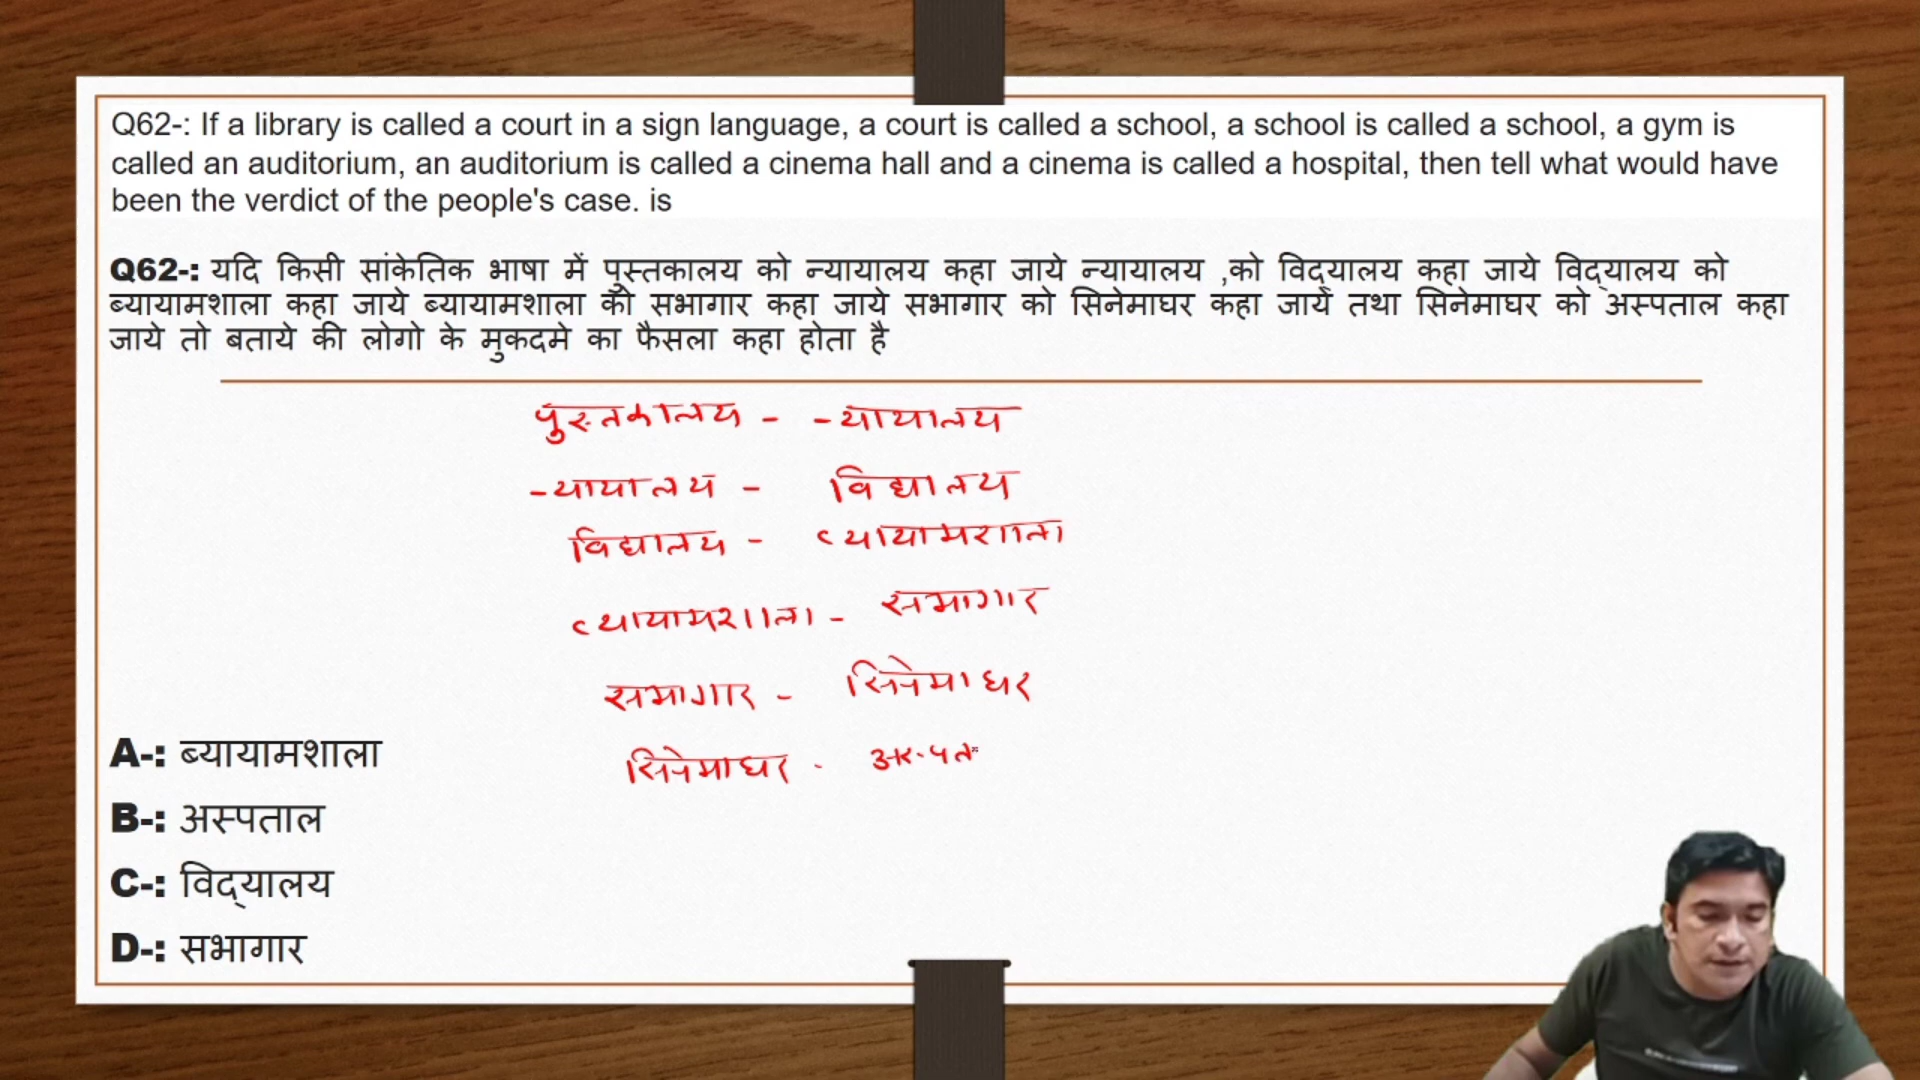 Q62-: If a library is called a court in a sign language, a court is called a school, a school is called a school, a gym is
called an auditorium, an auditorium is called a cinema hall and a cinema is called a hospital, then tell what would have
been the verdict of the people's case. is
Q62-: यदि किसी सांकेतिक भाषा में पुस्तकालय को न्यायालय कहा जाये न्यायालय ,को विद्यालय कहा जाये विद्यालय को
ब्यायामशाला कहा जाये ब्यायामशाला को सभागार कहा जाये सभागार को सिनेमाघर कहा जाये तथा सिनेमाघर को अस्पताल कहा
जाये तो बताये की लोगो के मुकदमे का फैसला कहा होता है
पुस्तकालय - न्यायालय
न्यायालय - विद्यालय
विद्यालय - व्यायामशाला
व्यायामशाला - सभागार
सभागार - सिनेमाघर
सिनेमाघर -
A-: ब्यायामशाला
B-: अस्पताल
C-: विद्यालय
D-: सभागार